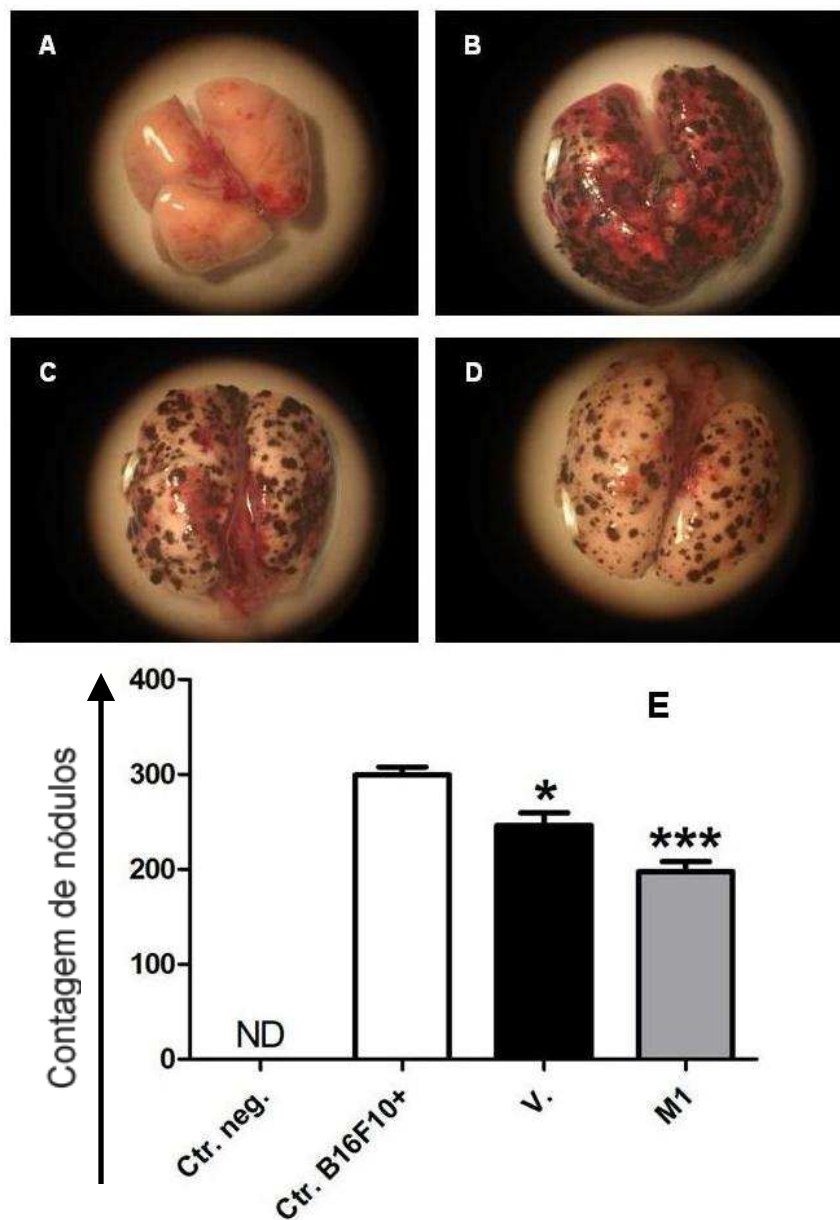 A
B
C
D
E
Contagem de nódulos
400
300
200
100
0
ND
*
***
Ctr. neg.
Ctr. B16F10+
V.
M1